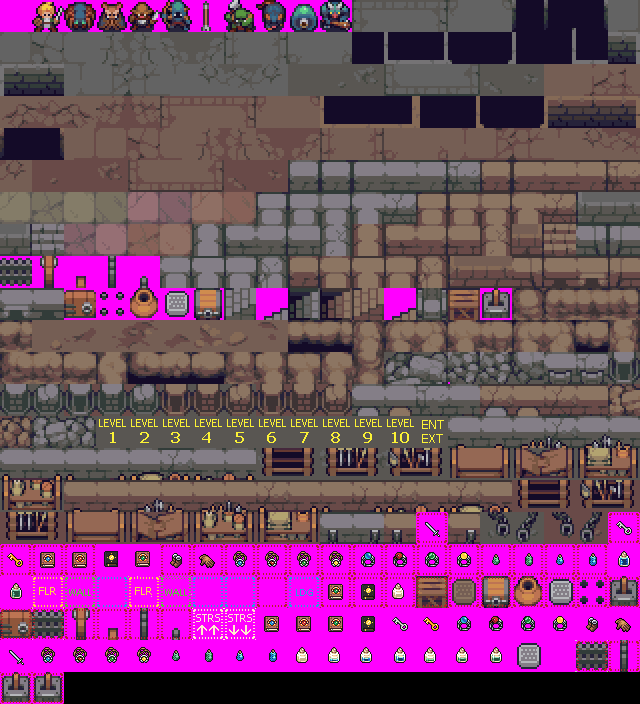 LEVEL LEVEL LEVEL LEVEL LEVEL LEVEL LEVEL LEVEL LEVEL LEVEL ENT
1 2 3 4 5 6 7 8 9 10 EXT
FLR WALL FLR WALL
STRS STRS
↑↑ ↓↓